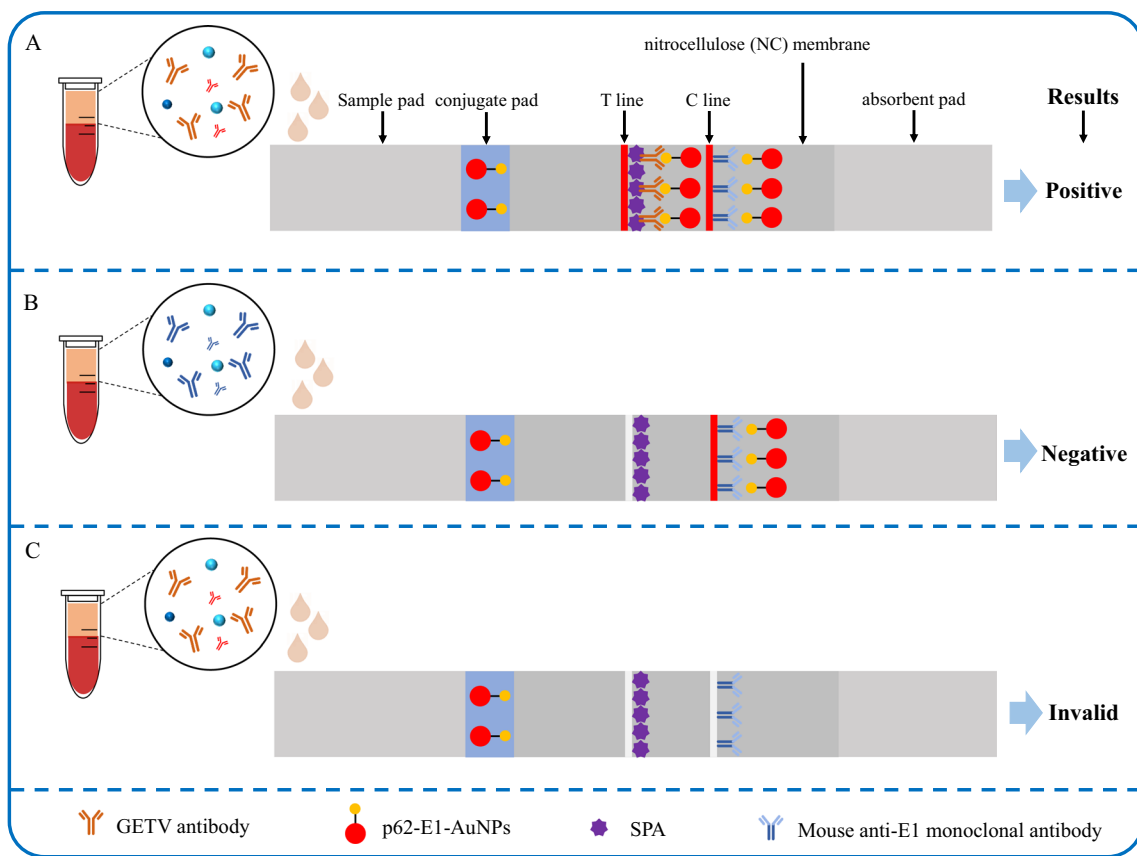 A
nitrocellulose (NC) membrane
Sample pad
conjugate pad
T line
C line
absorbent pad
Results
Positive
B
Negative
C
Invalid
GETV antibody
p62-E1-AuNPs
SPA
Mouse anti-E1 monoclonal antibody